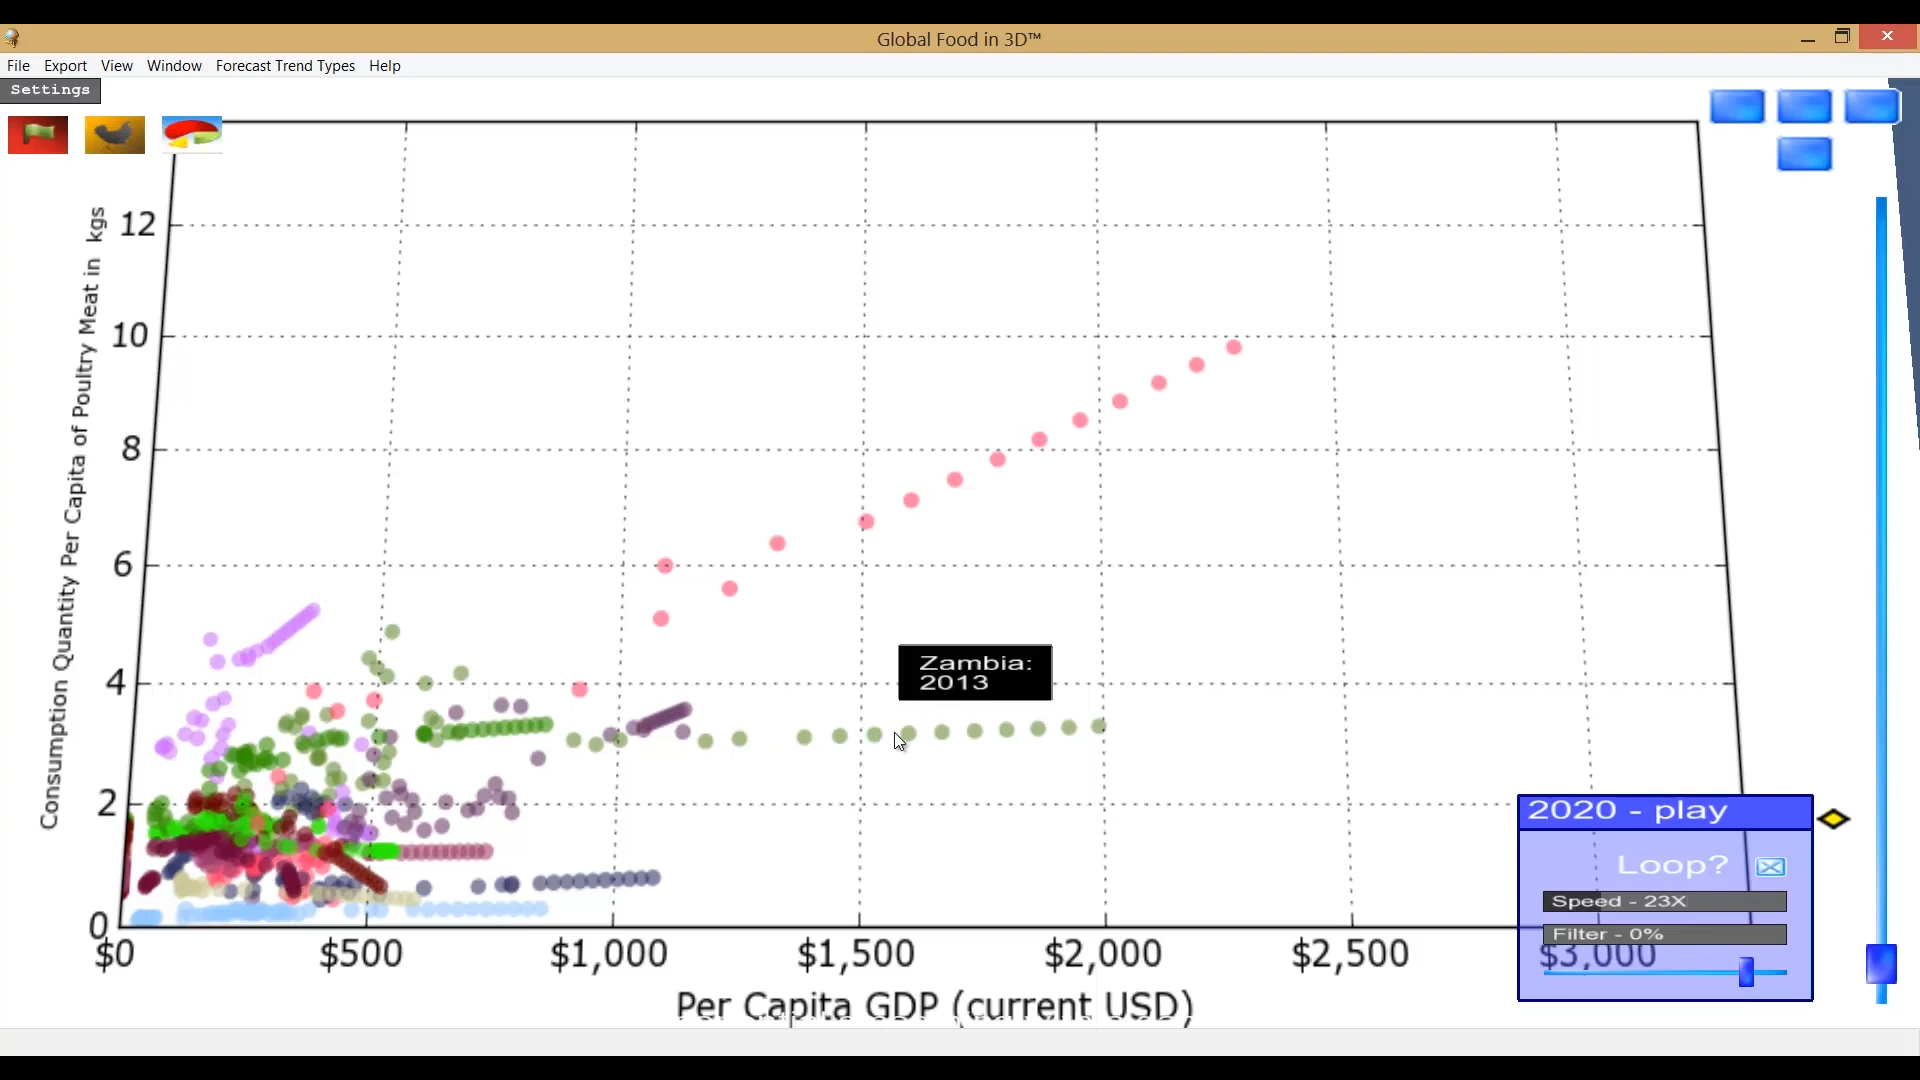 Global Food in 3D™
File Export View Window Forecast Trend Types Help
Settings
Consumption Quantity Per Capita of Poultry Meat in kgs
12
10
8
6
4
2
0
Zambia:
2013
2020 - play
Loop?
Speed - 23X
Filter - 0%
$0 $500 $1,000 $1,500 $2,000 $2,500 $3,000
Per Capita GDP (current USD)